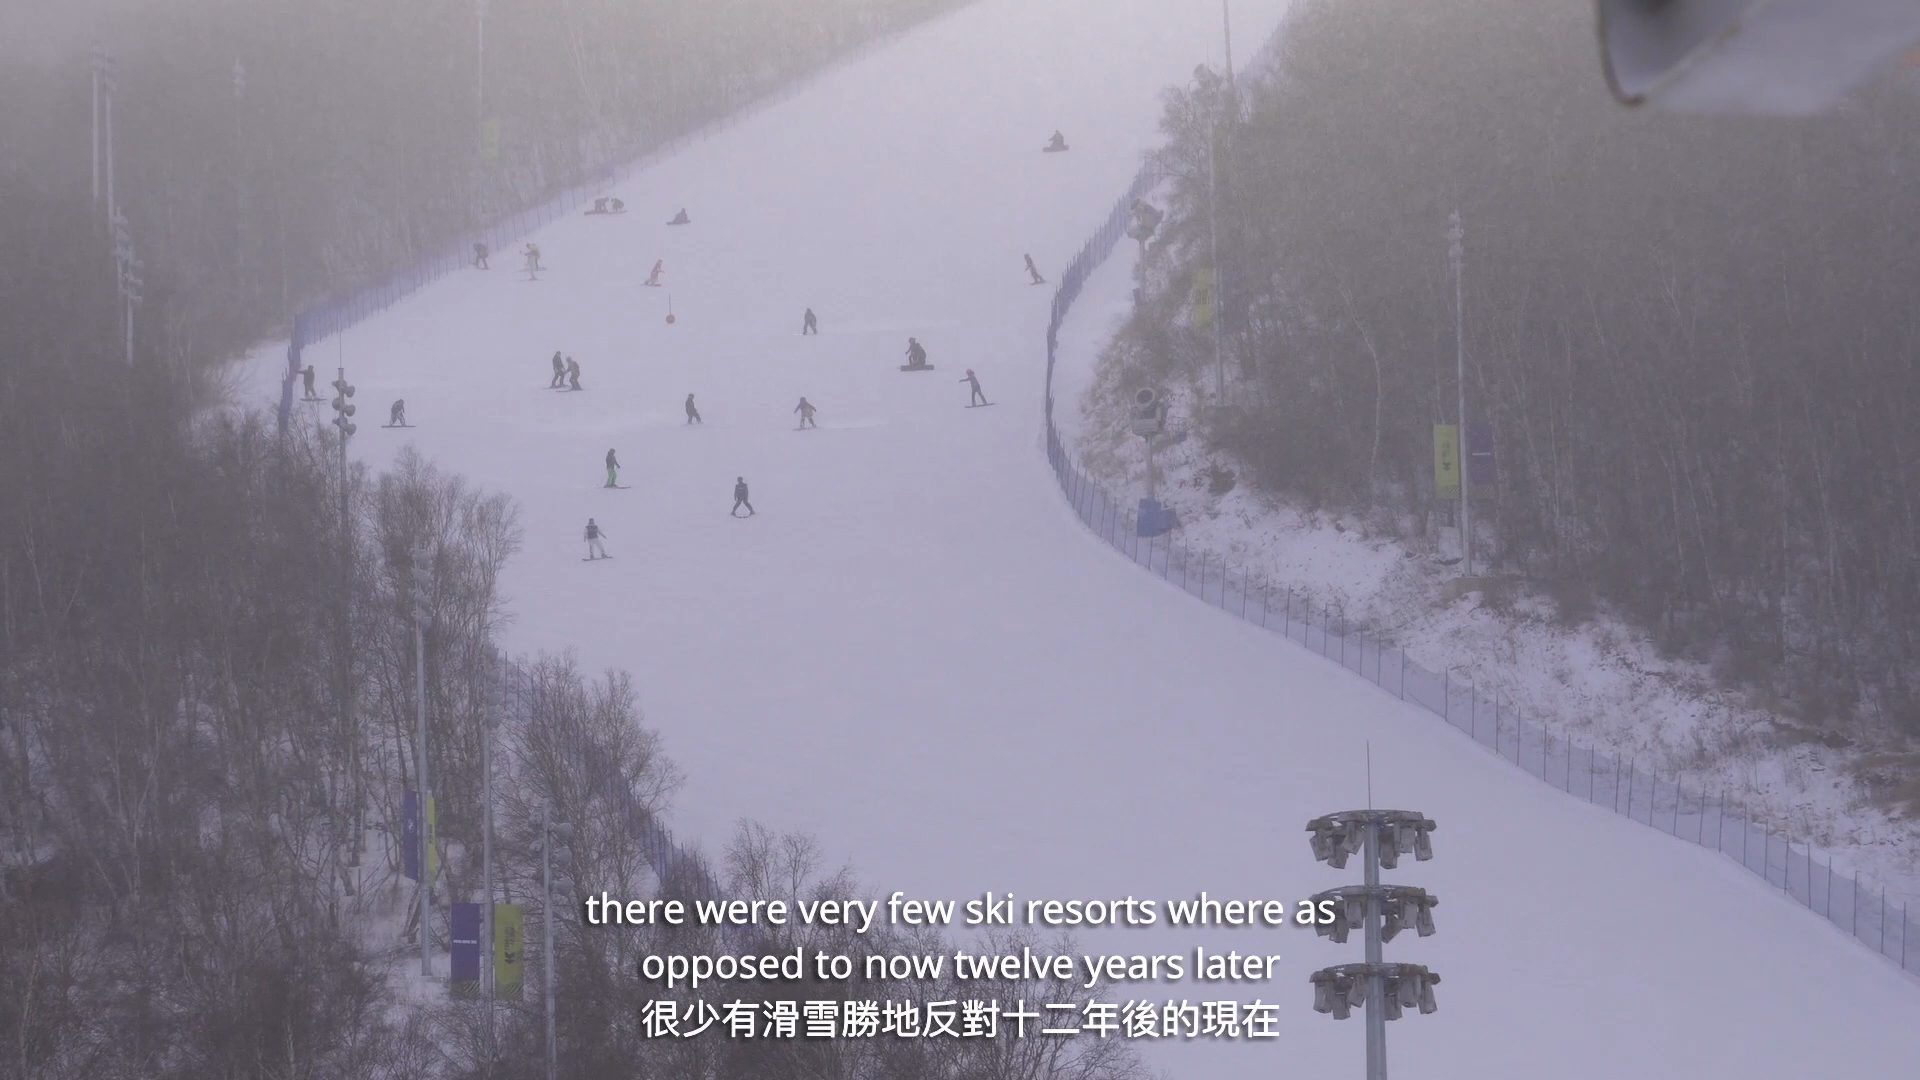 there were very few ski resorts where as
opposed to now twelve years later
很少有滑雪勝地反對十二年後的現在